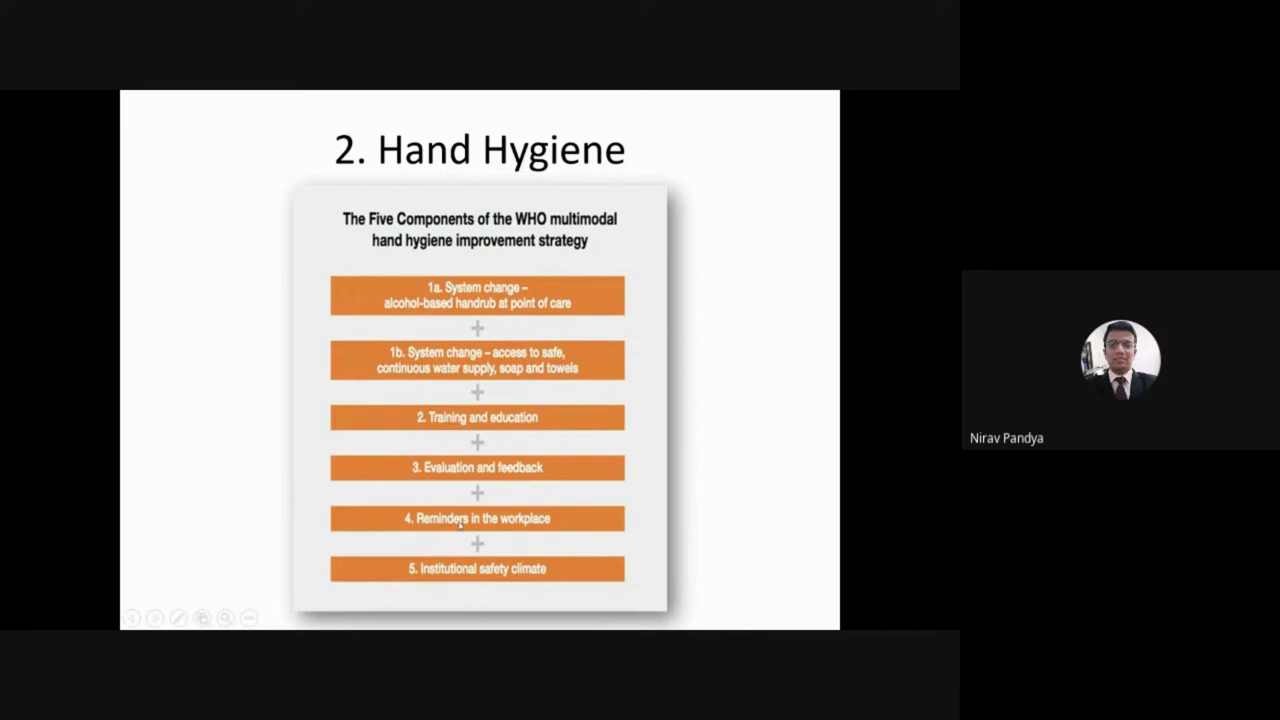 2. Hand Hygiene
The Five Components of the WHO multimodal
hand hygiene improvement strategy
1a. System change –
alcohol-based handrub at point of care
+
1b. System change – access to safe,
continuous water supply, soap and towels
+
2. Training and education
+
3. Evaluation and feedback
+
4. Reminders in the workplace
+
5. Institutional safety climate
Nirav Pandya